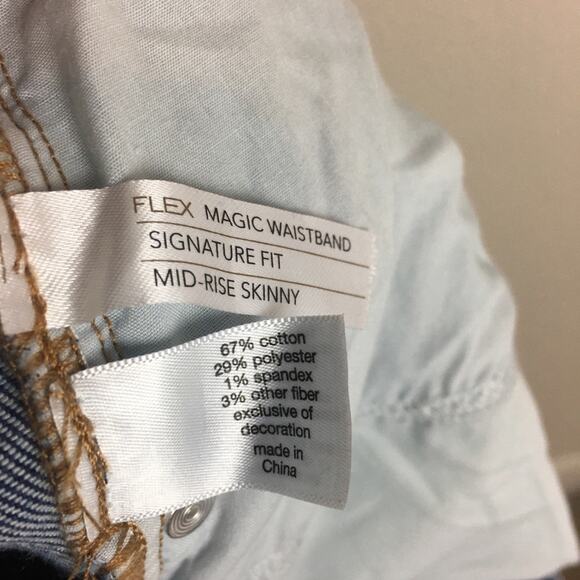 FLEX MAGIC WAISTBAND
SIGNATURE FIT
MID-RISE SKINNY
67% cotton
29% polyester
1% spandex
3% other fiber
exclusive of
decoration
made in
China